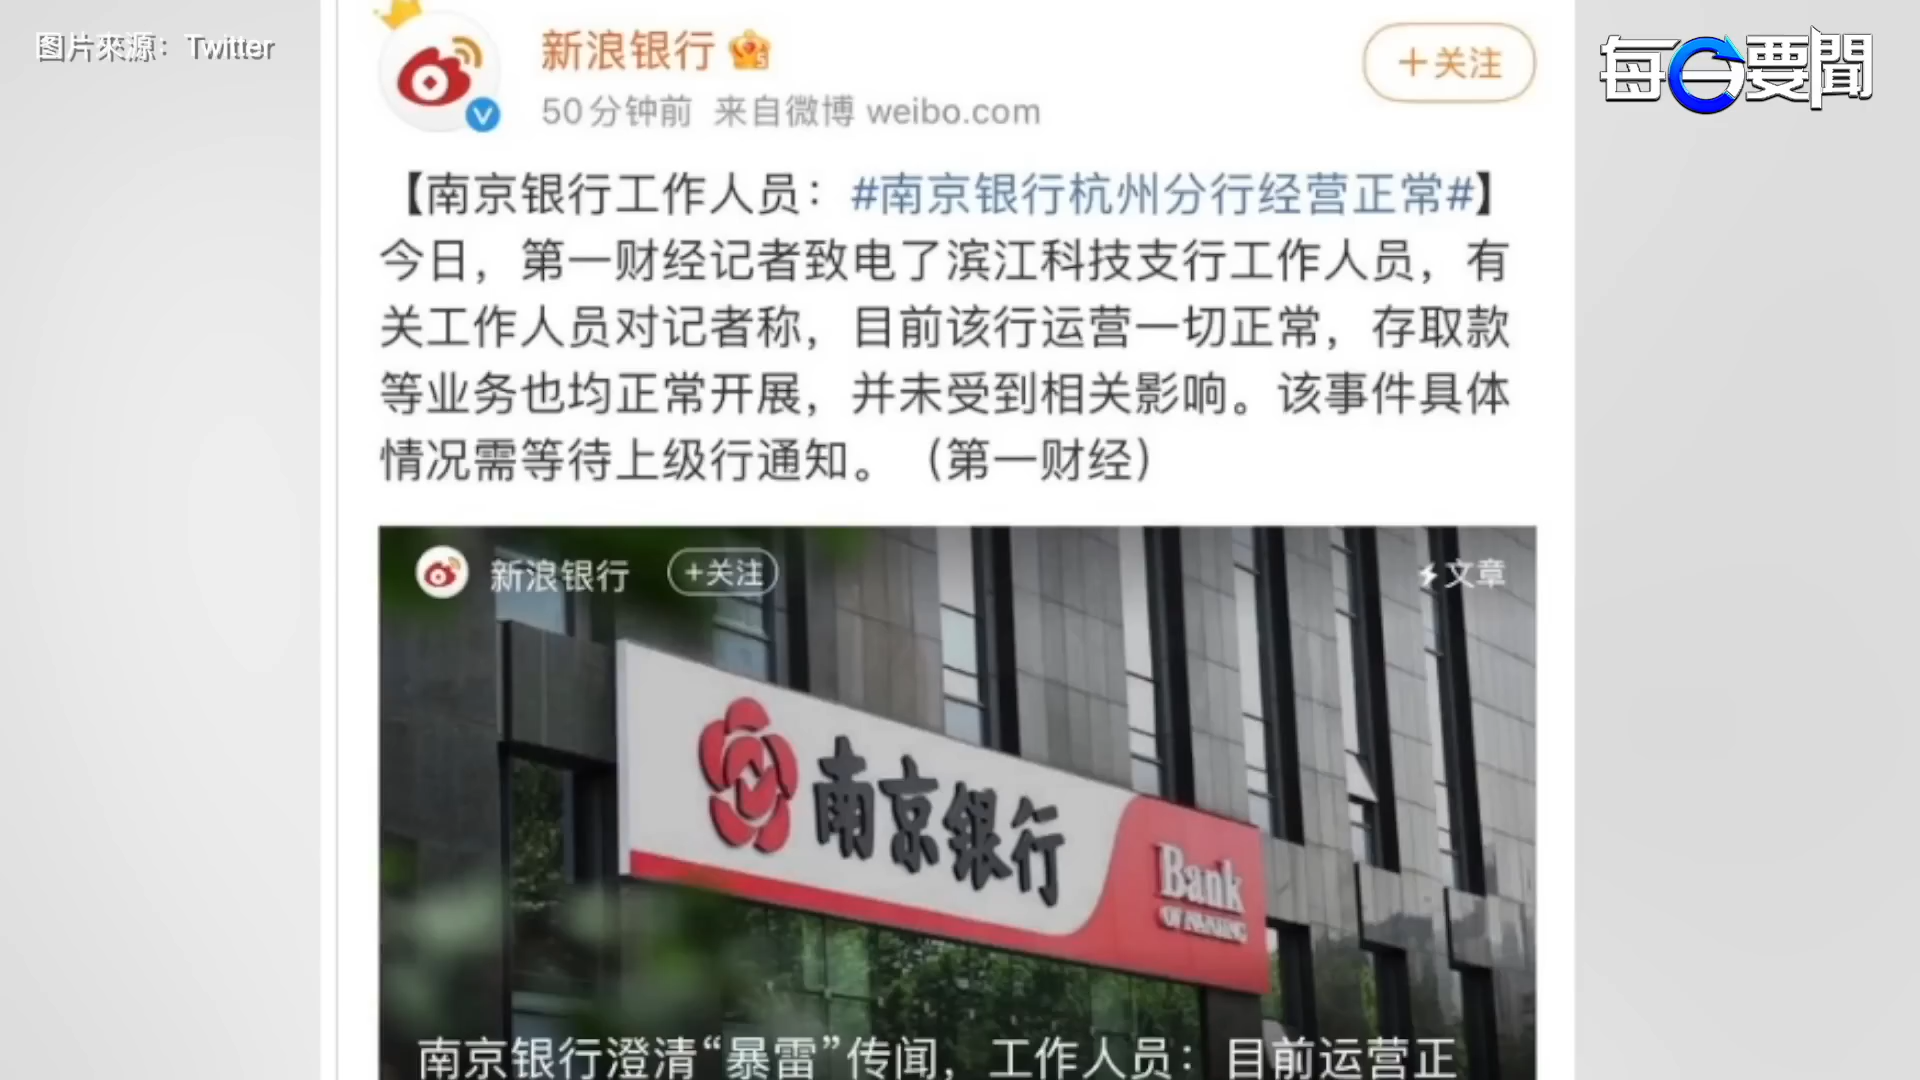 图片來源：Twitter
每日要聞
新浪银行
+关注
50分钟前 来自微博 weibo.com
【南京银行工作人员：#南京银行杭州分行经营正常#】
今日，第一财经记者致电了滨江科技支行工作人员，有
关工作人员对记者称，目前该行运营一切正常，存取款
等业务也均正常开展，并未受到相关影响。该事件具体
情况需等待上级行通知。（第一财经）
新浪银行
+关注
文章
南京银行
Bank
OF NANJING
南京银行澄清“暴雷”传闻，工作人员：目前运营正